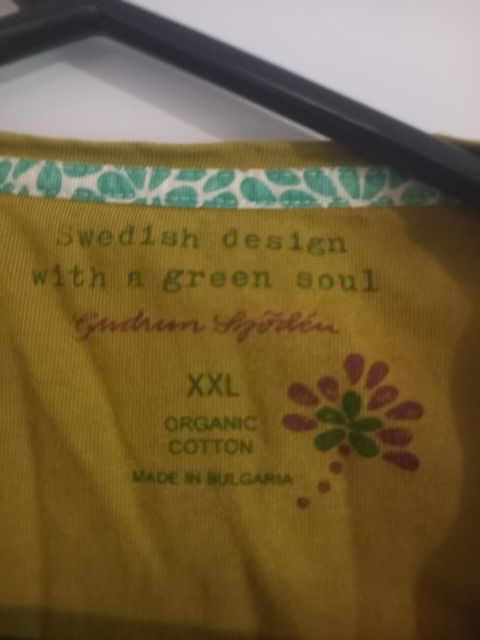 Swedish design
with a green soul
Gudrun Sjödén
XXL
ORGANIC
COTTON
MADE IN BULGARIA